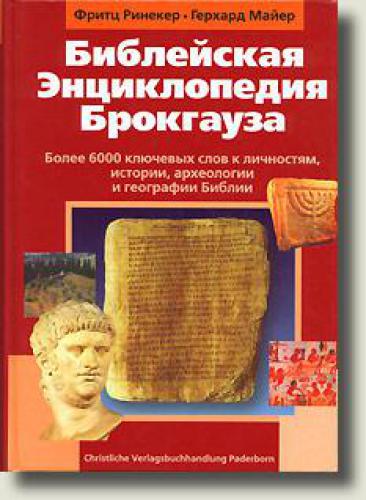 Фритц Ринекер • Герхард Майер
Библейская
Энциклопедия
Брокгауза
Более 6000 ключевых слов к личностям,
истории, археологии
и географии Библии
Christliche Verlagsbuchhandlung Paderborn